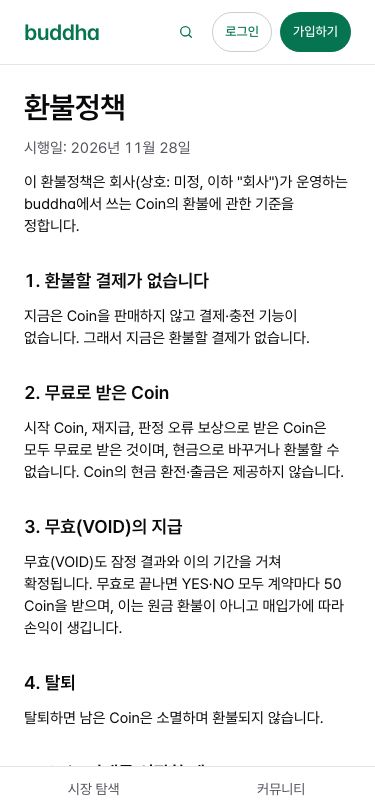 buddha
로그인
가입하기
환불정책
시행일: 2026년 11월 28일
이 환불정책은 회사(상호: 미정, 이하 "회사")가 운영하는
buddha에서 쓰는 Coin의 환불에 관한 기준을
정합니다.
1. 환불할 결제가 없습니다
지금은 Coin을 판매하지 않고 결제·충전 기능이
없습니다. 그래서 지금은 환불할 결제가 없습니다.
2. 무료로 받은 Coin
시작 Coin, 재지급, 판정 오류 보상으로 받은 Coin은
모두 무료로 받은 것이며, 현금으로 바꾸거나 환불할 수
없습니다. Coin의 현금 환전·출금은 제공하지 않습니다.
3. 무효(VOID)의 지급
무효(VOID)도 잠정 결과와 이의 기간을 거쳐
확정됩니다. 무효로 끝나면 YES·NO 모두 계약마다 50
Coin을 받으며, 이는 원금 환불이 아니고 매입가에 따라
손익이 생깁니다.
4. 탈퇴
탈퇴하면 남은 Coin은 소멸하며 환불되지 않습니다.
시장 탐색
커뮤니티